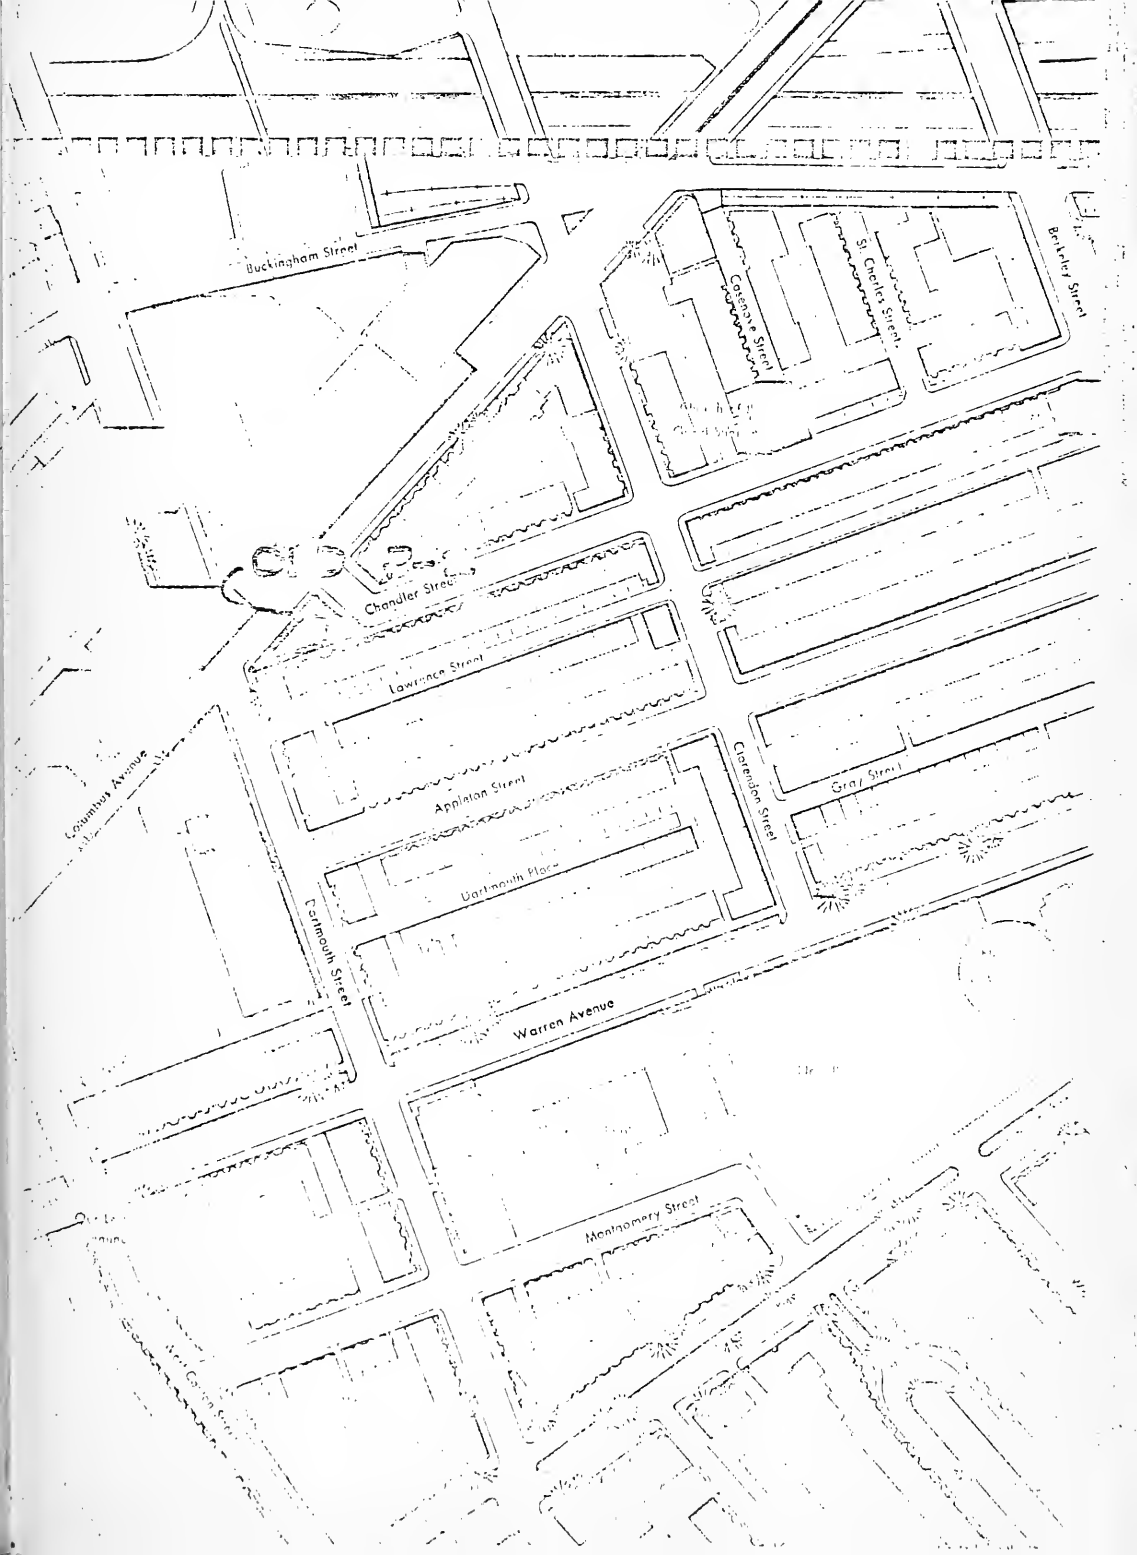 Buckingham Street
Berkeley Street
St. Charles Street
Casenove Street
Chandler Street
Lawrence Street
Columbus Avenue
Appleton Street
Clarendon Street
Gray Street
Dartmouth Place
Dartmouth Street
Warren Avenue
Montgomery Street